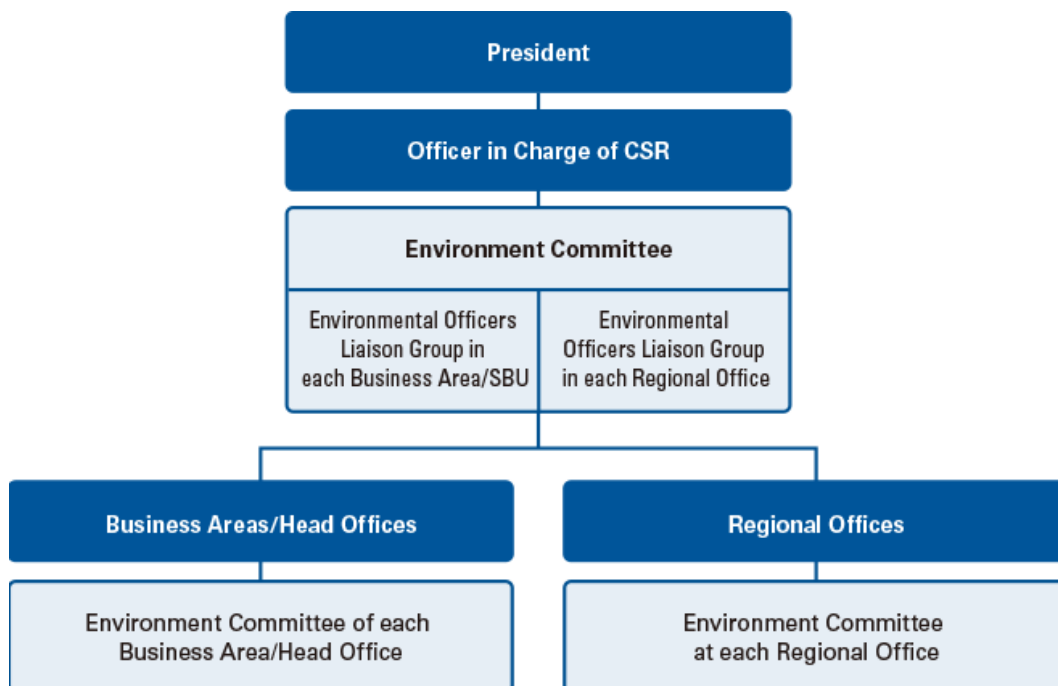 President
Officer in Charge of CSR
Environment Committee
Environmental Officers
Liaison Group in
each Business Area/SBU
Environmental
Officers Liaison Group
in each Regional Office
Business Areas/Head Offices
Regional Offices
Environment Committee of each
Business Area/Head Office
Environment Committee
at each Regional Office